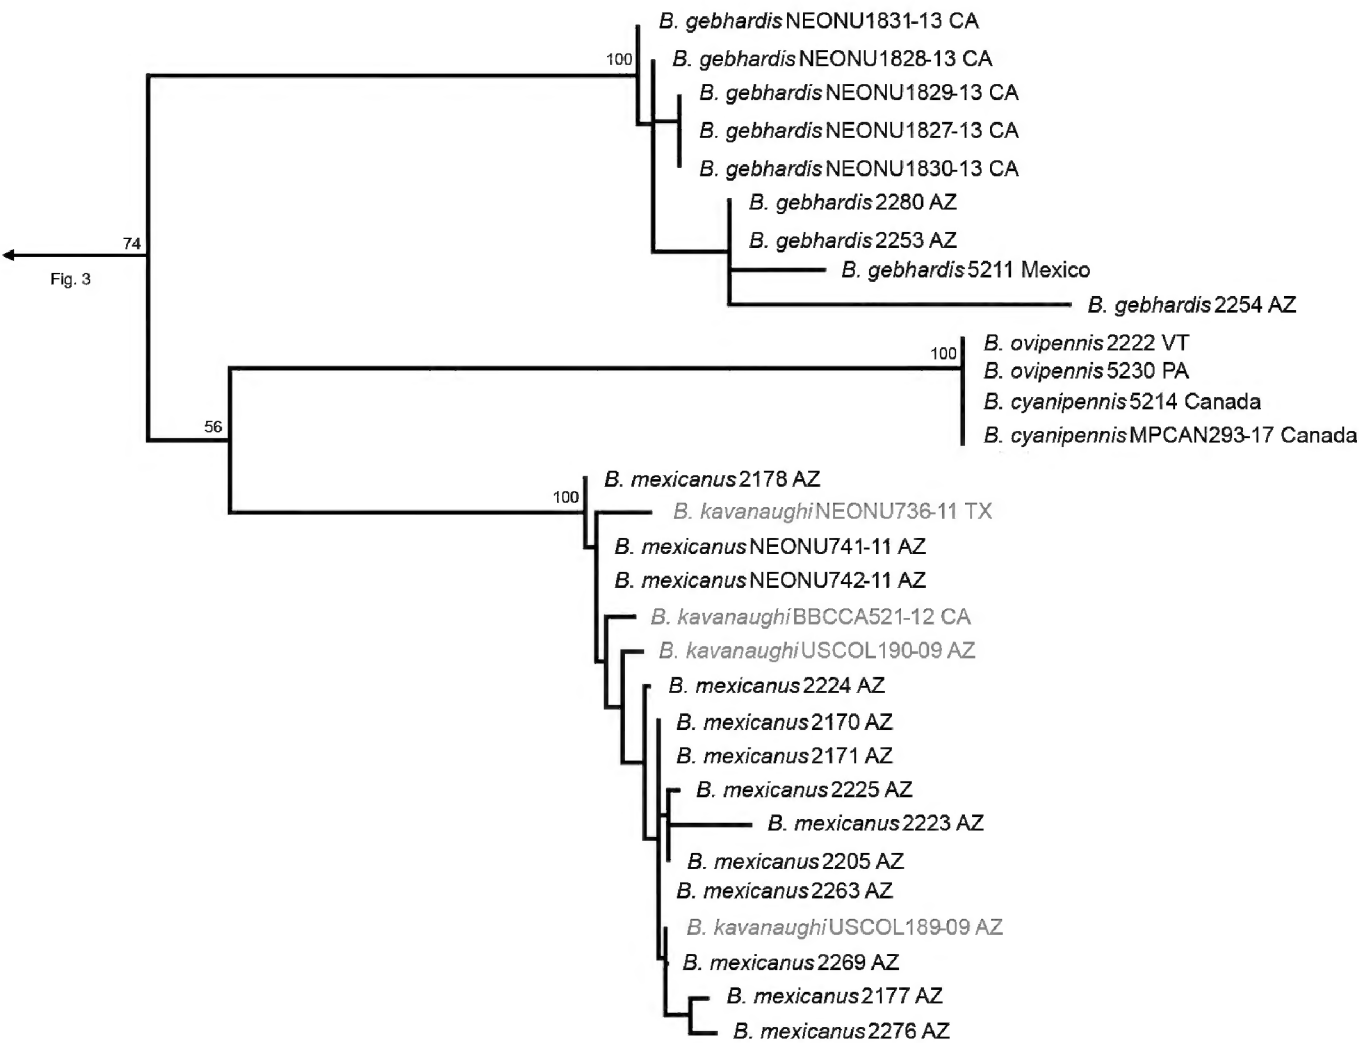 B. gebhardis NEONU1831-13 CA
100
B. gebhardis NEONU1828-13 CA
B. gebhardis NEONU1829-13 CA
B. gebhardis NEONU1827-13 CA
B. gebhardis NEONU1830-13 CA
B. gebhardis 2280 AZ
74
B. gebhardis 2253 AZ
Fig. 3
B. gebhardis 5211 Mexico
B. gebhardis 2254 AZ
B. ovipennis 2222 VT
100
B. ovipennis 5230 PA
B. cyanipennis 5214 Canada
56
B. cyanipennis MPCAN293-17 Canada
B. mexicanus 2178 AZ
100
B. kavanaughi NEONU736-11 TX
B. mexicanus NEONU741-11 AZ
B. mexicanus NEONU742-11 AZ
B. kavanaughi BBCCA521-12 CA
B. kavanaughi USCOL190-09 AZ
B. mexicanus 2224 AZ
B. mexicanus 2170 AZ
B. mexicanus 2171 AZ
B. mexicanus 2225 AZ
B. mexicanus 2223 AZ
B. mexicanus 2205 AZ
B. mexicanus 2263 AZ
B. kavanaughi USCOL189-09 AZ
B. mexicanus 2269 AZ
B. mexicanus 2177 AZ
B. mexicanus 2276 AZ